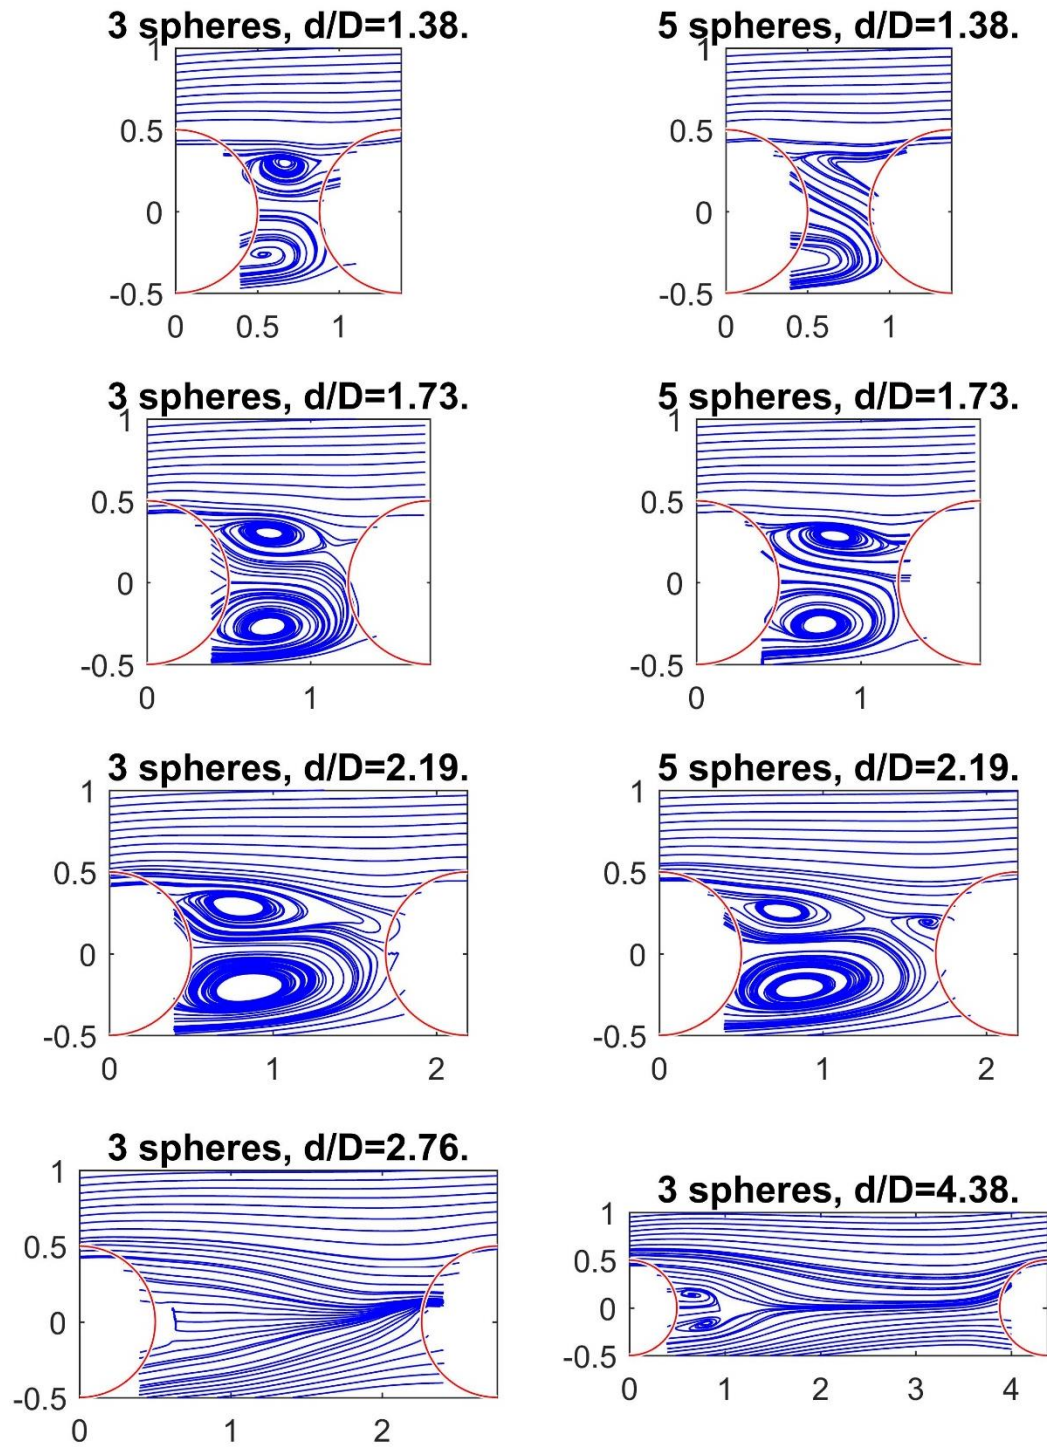 3 spheres, d/D=1.38.
1
0.5
0
-0.5
0 0.5 1
5 spheres, d/D=1.38.
1
0.5
0
-0.5
0 0.5 1
3 spheres, d/D=1.73.
1
0.5
0
-0.5
0 1
5 spheres, d/D=1.73.
1
0.5
0
-0.5
0 1
3 spheres, d/D=2.19.
1
0.5
0
-0.5
0 1 2
5 spheres, d/D=2.19.
1
0.5
0
-0.5
0 1 2
3 spheres, d/D=2.76.
1
0.5
0
-0.5
0 1 2
3 spheres, d/D=4.38.
1
0.5
0
-0.5
0 1 2 3 4